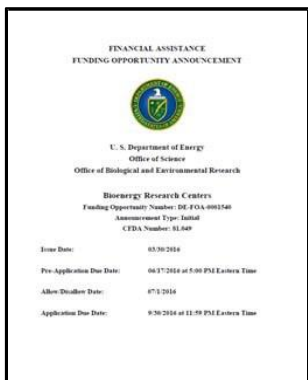 FINANCIAL ASSISTANCE
FUNDING OPPORTUNITY ANNOUNCEMENT
U. S. Department of Energy
Office of Science
Office of Biological and Environmental Research
Bioenergy Research Centers
Funding Opportunity Number: DE-FOA-0001540
Announcement Type: Initial
CFDA Number: 81.049
Issue Date: 03/30/2016
Pre-Application Due Date: 06/17/2016 at 5:00 PM Eastern Time
Allow/Disallow Date: 07/1/2016
Application Due Date: 9/30/2016 at 11:59 PM Eastern Time